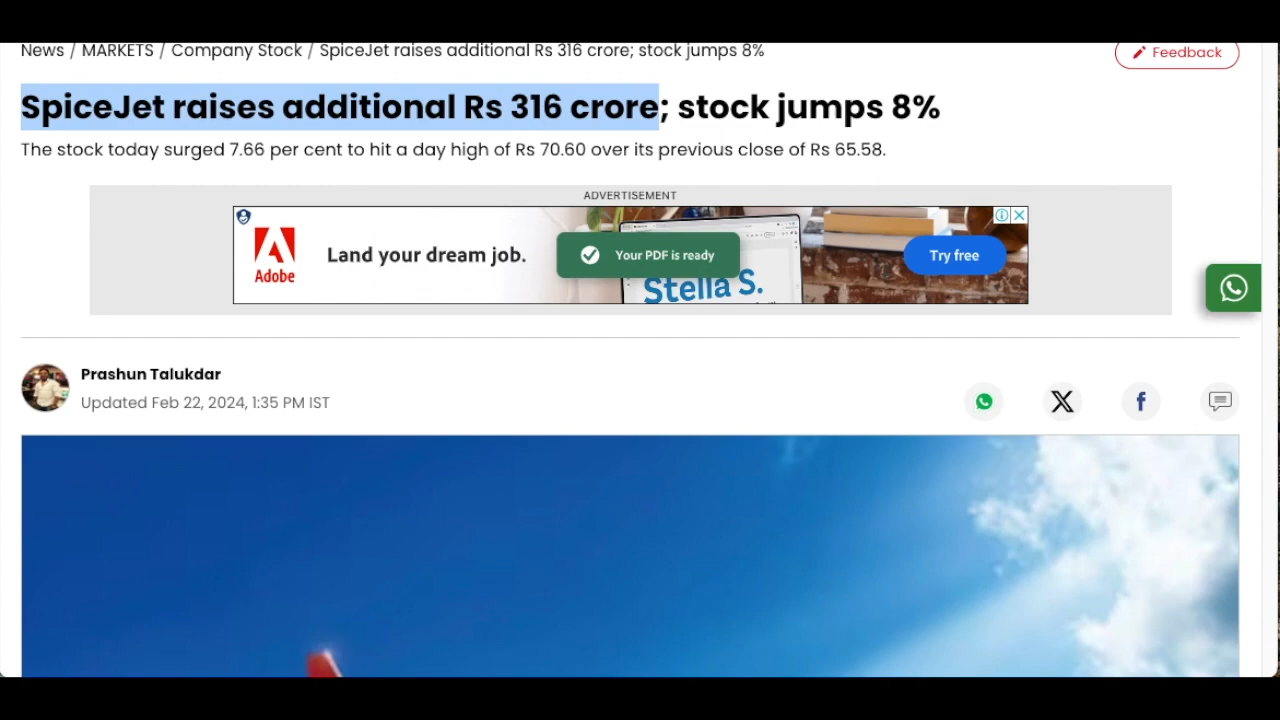 News / MARKETS / Company Stock / SpiceJet raises additional Rs 316 crore; stock jumps 8%
Feedback
SpiceJet raises additional Rs 316 crore; stock jumps 8%
The stock today surged 7.66 per cent to hit a day high of Rs 70.60 over its previous close of Rs 65.58.
ADVERTISEMENT
Adobe
Land your dream job.
Your PDF is ready
Stella S.
Try free
Prashun Talukdar
Updated Feb 22, 2024, 1:35 PM IST